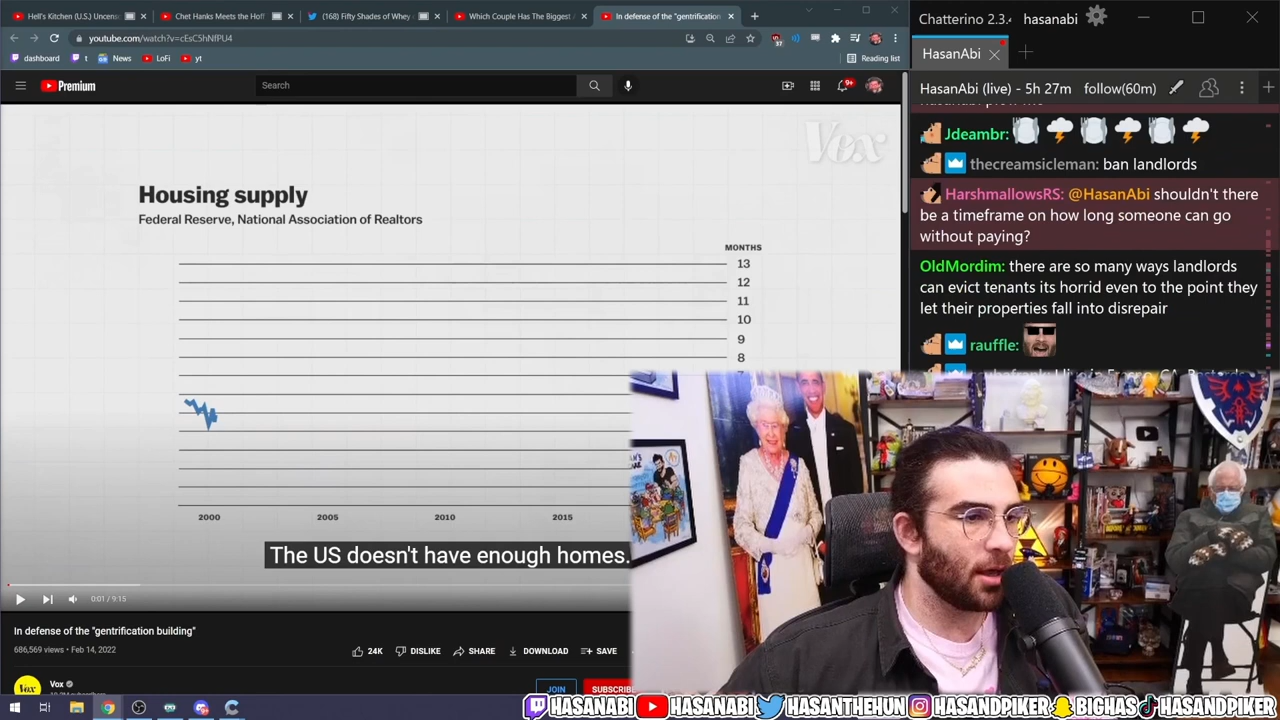 Hell's Kitchen (U.S.) Uncens
Chet Hanks Meets the Hoff
(168) Fifty Shades of Whey
Which Couple Has The Biggest
In defense of the "gentrification
youtube.com/watch?v=cEsC5hNfPU4
37
dashboard
t
News
LoFi
yt
Reading list
Premium
Search
9+
Vox
Housing supply
Federal Reserve, National Association of Realtors
MONTHS
13
12
11
10
9
8
2000
2005
2010
2015
The US doesn't have enough homes.
0:01 / 9:15
In defense of the "gentrification building"
686,569 views • Feb 14, 2022
24K
DISLIKE
SHARE
DOWNLOAD
SAVE
Vox
JOIN
Chatterino 2.3.
hasanabi
HasanAbi
HasanAbi (live) - 5h 27m
follow(60m)
Jdeambr:
thecreamsicleman: ban landlords
HarshmallowsRS: @HasanAbi shouldn't there
be a timeframe on how long someone can go
without paying?
OldMordim: there are so many ways landlords
can evict tenants its horrid even to the point they
let their properties fall into disrepair
rauffle:
HASANABI
HASANABI
HASANTHEHUN
HASANDPIKER
BIGHAS
HASANDPIKER